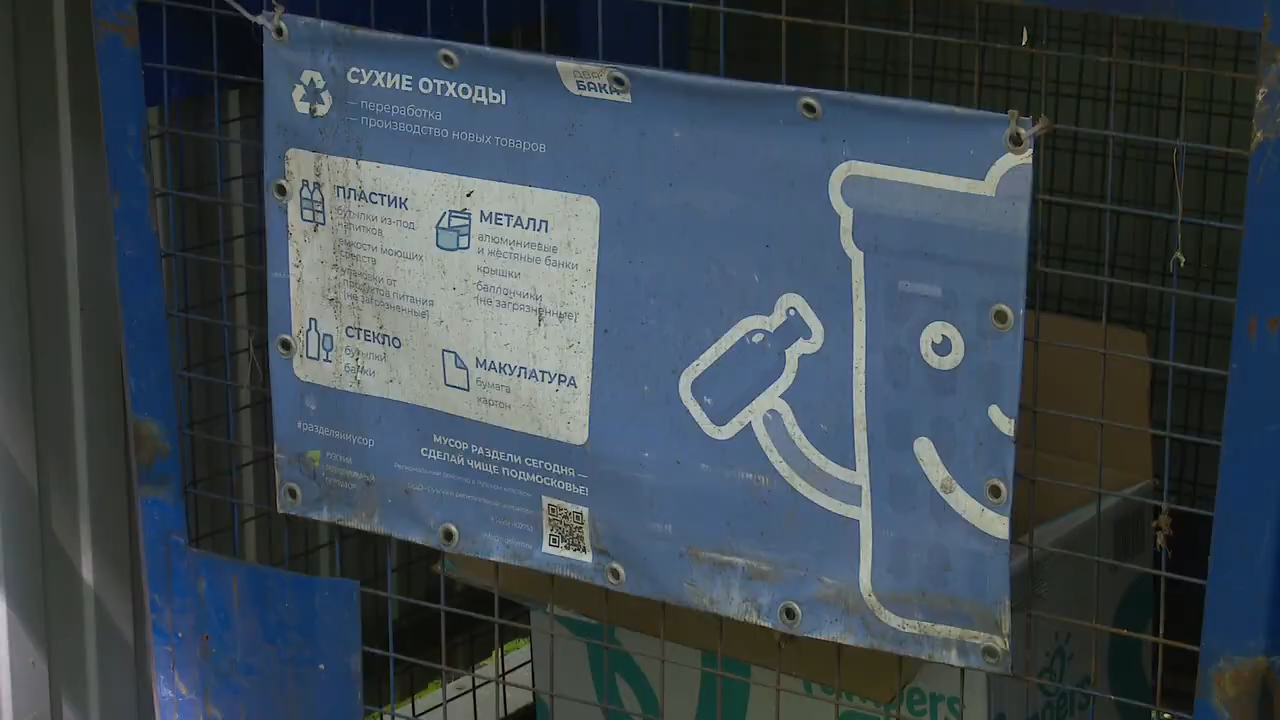 СУХИЕ ОТХОДЫ
— переработка
— производство новых товаров
ДВА
БАКА
ПЛАСТИК
бутылки из-под
напитков
емкости моющих
средств
упаковки от
продуктов питания
(не загрязненные)
МЕТАЛЛ
алюминиевые
и жестяные банки
крышки
баллончики
(не загрязненные)
СТЕКЛО
бутылки
банки
МАКУЛАТУРА
бумага
картон
#разделяймусор
МУСОР РАЗДЕЛИ СЕГОДНЯ —
СДЕЛАЙ ЧИЩЕ ПОДМОСКОВЬЕ!
РУЗСКИЙ
Pampers